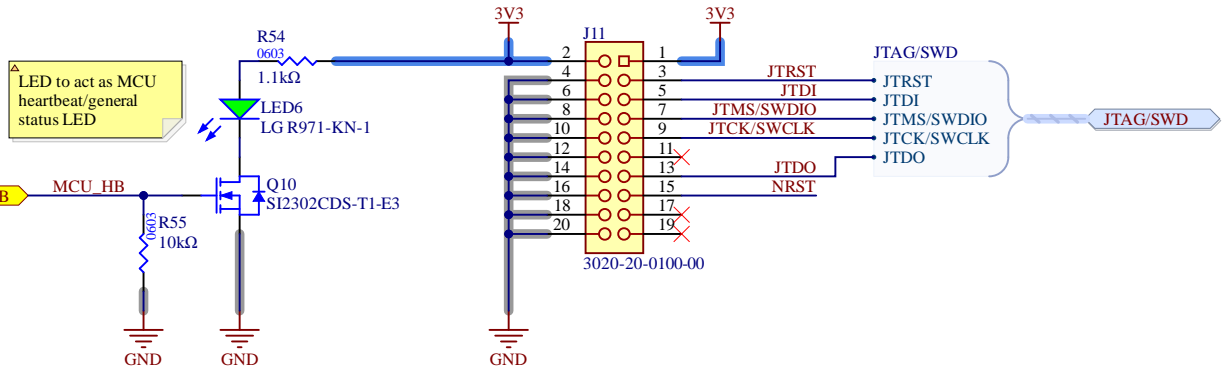 3V3
3V3
R54
0603
1.1kΩ
LED to act as MCU
heartbeat/general
status LED
LED6
LG R971-KN-1
B
MCU_HB
Q10
SI2302CDS-T1-E3
R55
0603
10kΩ
GND
GND
GND
J11
2 1
4 3 JTRST
6 5 JTDI
8 7 JTMS/SWDIO
10 9 JTCK/SWCLK
12 11
14 13 JTDO
16 15 NRST
18 17
20 19
3020-20-0100-00
JTAG/SWD
JTRST
JTDI
JTMS/SWDIO
JTCK/SWCLK
JTDO
JTAG/SWD